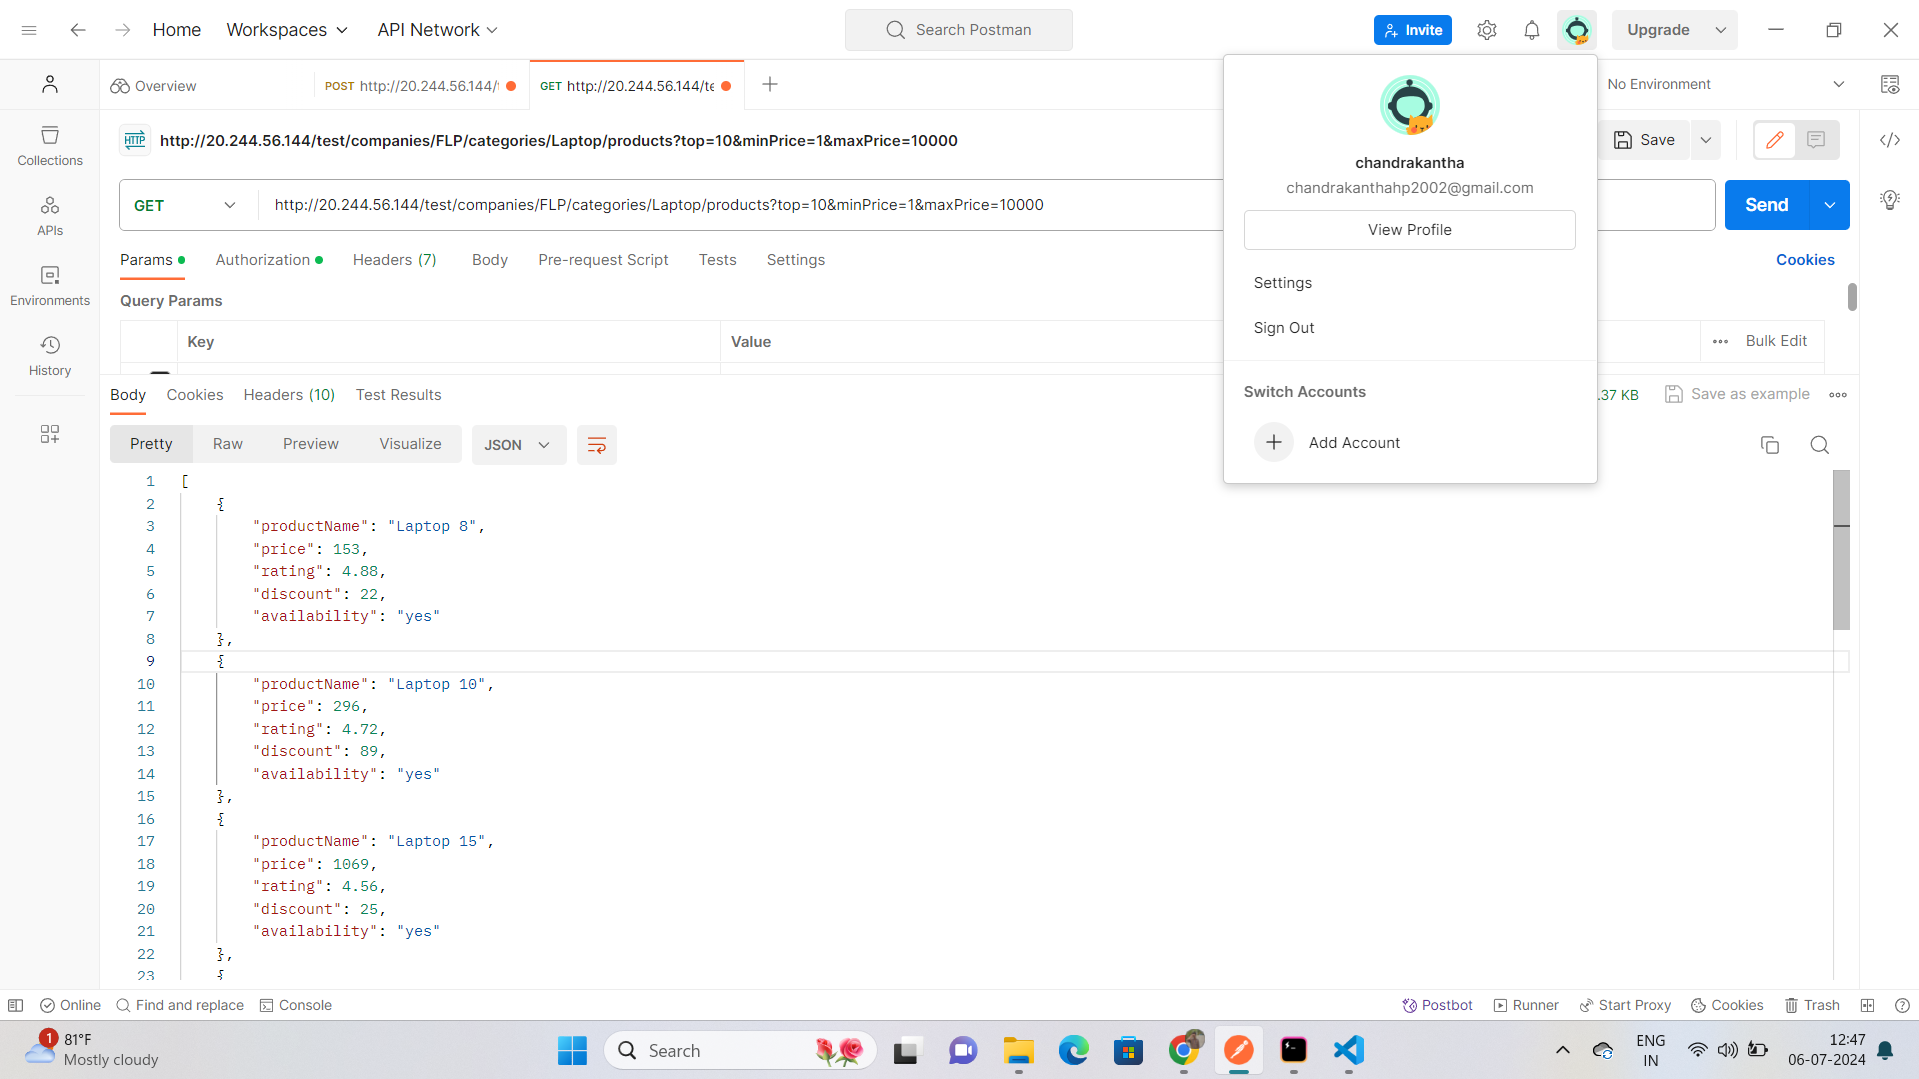 Home Workspaces API Network Search Postman Invite Upgrade
Overview POST http://20.244.56.144/t GET http://20.244.56.144/te No Environment
HTTP http://20.244.56.144/test/companies/FLP/categories/Laptop/products?top=10&minPrice=1&maxPrice=10000 Save
GET http://20.244.56.144/test/companies/FLP/categories/Laptop/products?top=10&minPrice=1&maxPrice=10000 Send
Params Authorization Headers (7) Body Pre-request Script Tests Settings Cookies
Query Params
Key Value Bulk Edit
chandrakantha
chandrakanthahp2002@gmail.com
View Profile
Settings
Sign Out
Switch Accounts
Add Account
Collections
APIs
Environments
History
Body Cookies Headers (10) Test Results .37 KB Save as example
Pretty Raw Preview Visualize JSON
1 [
2 {
3 "productName": "Laptop 8",
4 "price": 153,
5 "rating": 4.88,
6 "discount": 22,
7 "availability": "yes"
8 },
9 {
10 "productName": "Laptop 10",
11 "price": 296,
12 "rating": 4.72,
13 "discount": 89,
14 "availability": "yes"
15 },
16 {
17 "productName": "Laptop 15",
18 "price": 1069,
19 "rating": 4.56,
20 "discount": 25,
21 "availability": "yes"
22 },
23 {
Online Find and replace Console Postbot Runner Start Proxy Cookies Trash
1 81°F
Mostly cloudy
Search
ENG
IN
12:47
06-07-2024